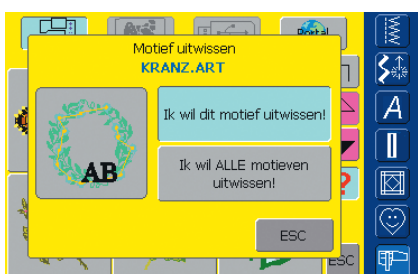 Portal
Motief uitwissen
KRANZ.ART
Ik wil dit motief uitwissen!
AB
Ik wil ALLE motieven
uitwissen!
ESC
ESC
A
?